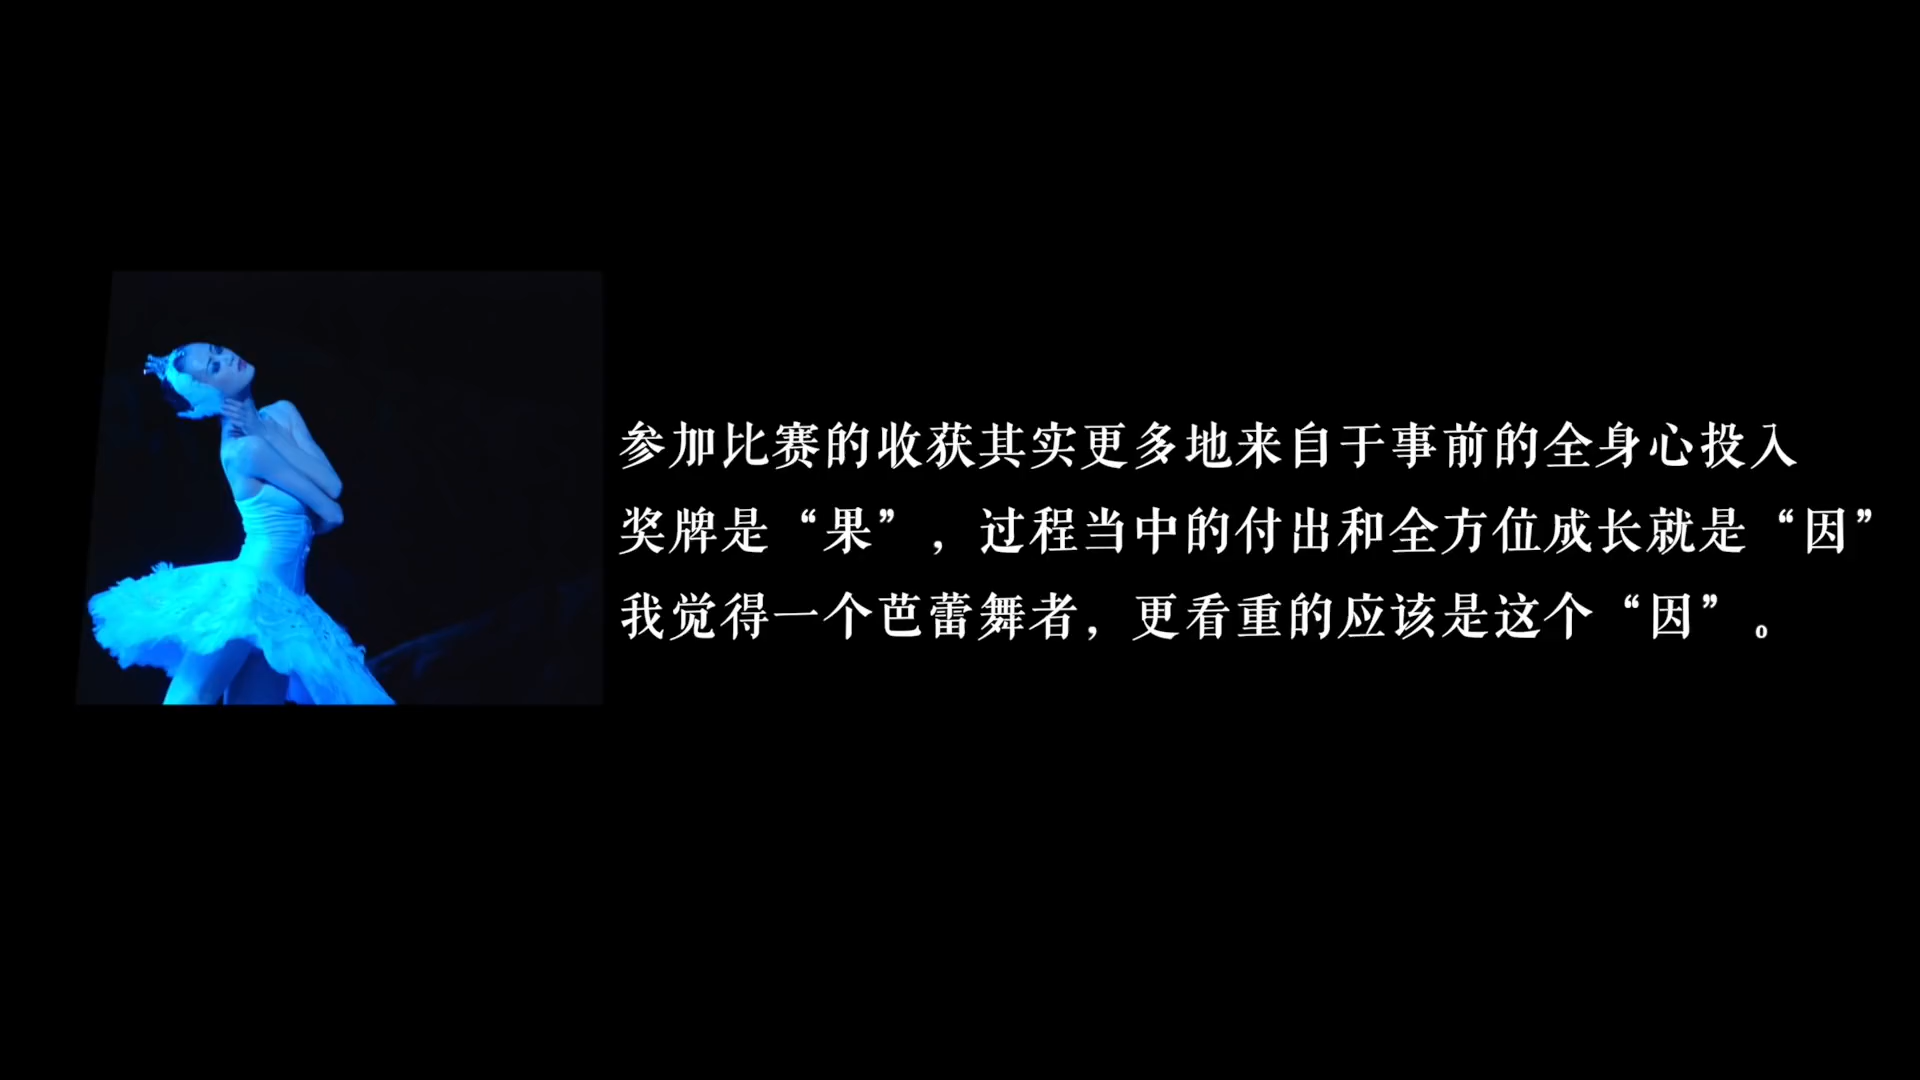 参加比赛的收获其实更多地来自于事前的全身心投入
奖牌是“果”，过程当中的付出和全方位成长就是“因”
我觉得一个芭蕾舞者，更看重的应该是这个“因”。